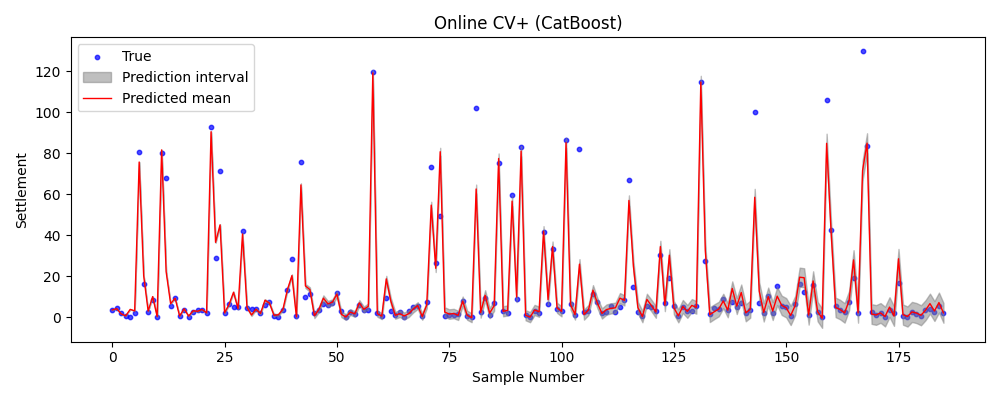 Online CV+ (CatBoost)
True
Prediction interval
Predicted mean
Settlement
120
100
80
60
40
20
0
0 25 50 75 100 125 150 175
Sample Number